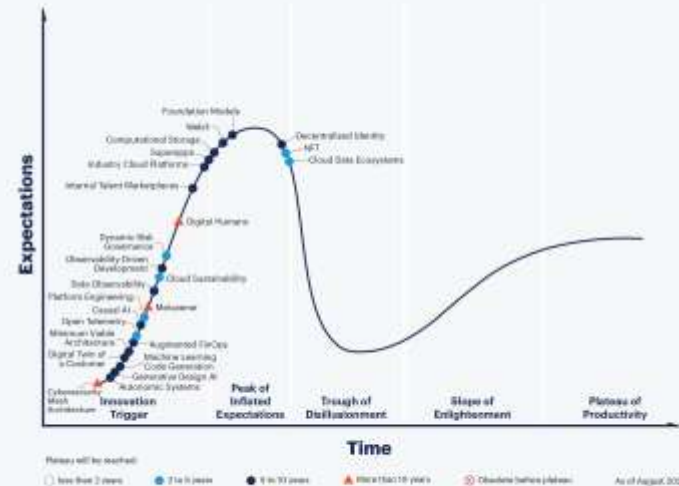 Expectations
Foundation Models
Web3
Computational Storage
Superapps
Industry Cloud Platforms
Internal Talent Marketplaces
Decentralized Identity
NFT
Cloud Data Ecosystems
Digital Humans
Dynamic Risk
Governance
Observability-Driven
Development
Cloud Sustainability
Data Observability
Platform Engineering
Metaverse
Causal AI
Open Telemetry
Minimum Viable
Architecture
Augmented FinOps
Digital Twin of
a Customer
Machine Learning
Code Generation
Generative Design AI
Autonomic Systems
Cybersecurity
Mesh
Architecture
Innovation
Trigger
Peak of
Inflated
Expectations
Trough of
Disillusionment
Slope of
Enlightenment
Plateau of
Productivity
Time
Plateau will be reached:
less than 2 years
2 to 5 years
5 to 10 years
More than 10 years
Obsolete before plateau
As of August